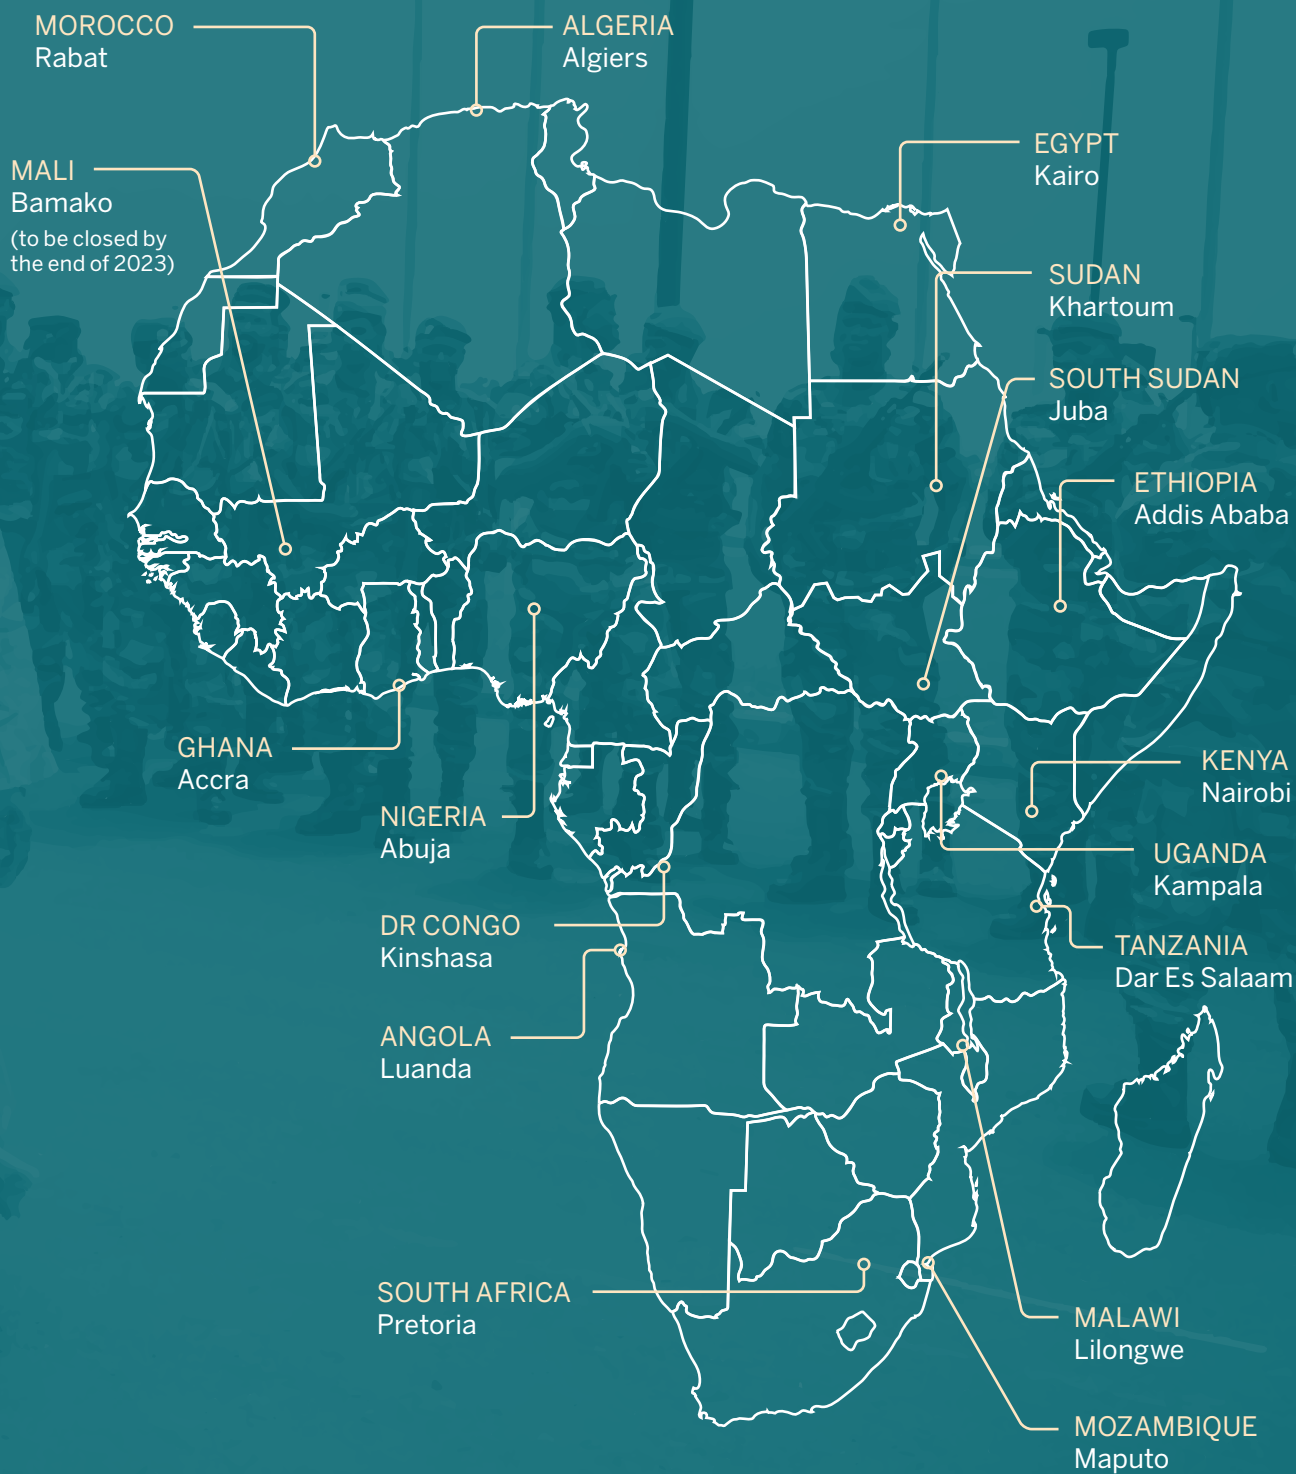 MOROCCO
Rabat
ALGERIA
Algiers
MALI
Bamako
(to be closed by
the end of 2023)
EGYPT
Kairo
SUDAN
Khartoum
SOUTH SUDAN
Juba
ETHIOPIA
Addis Ababa
GHANA
Accra
NIGERIA
Abuja
KENYA
Nairobi
UGANDA
Kampala
DR CONGO
Kinshasa
TANZANIA
Dar Es Salaam
ANGOLA
Luanda
SOUTH AFRICA
Pretoria
MALAWI
Lilongwe
MOZAMBIQUE
Maputo